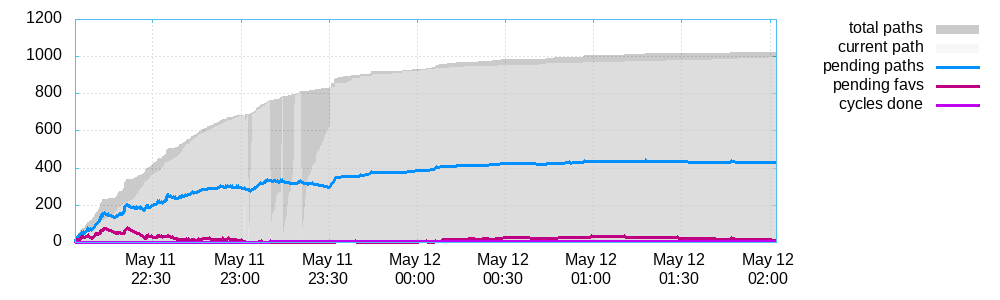 1200
1000
800
600
400
200
0
May 11 May 11 May 11 May 12 May 12 May 12 May 12 May 12
22:30 23:00 23:30 00:00 00:30 01:00 01:30 02:00
total paths
current path
pending paths
pending favs
cycles done